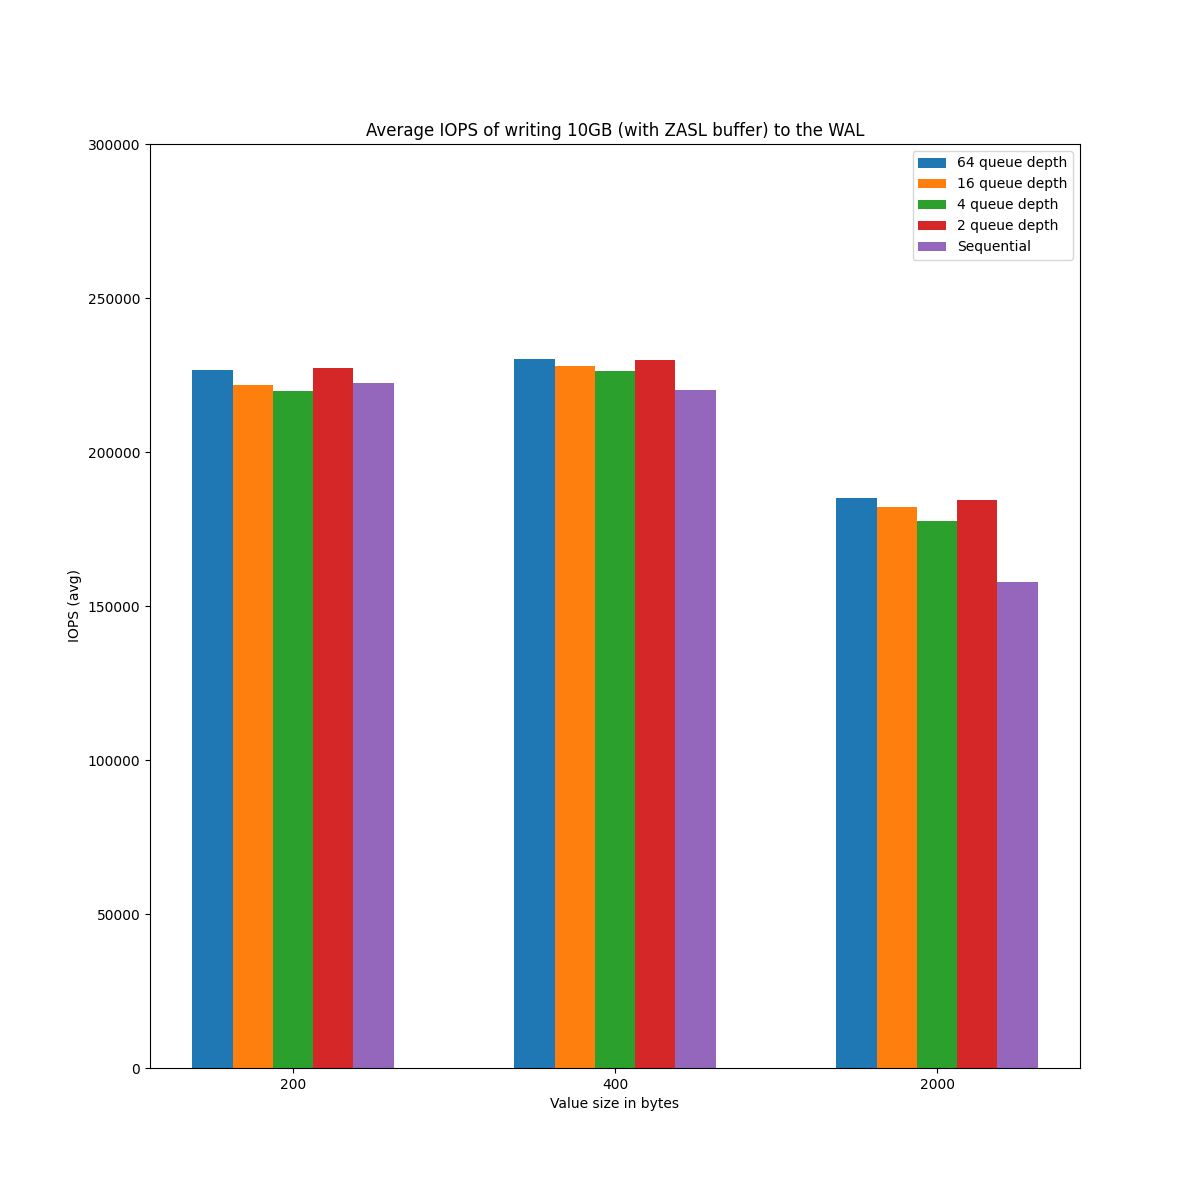 Average IOPS of writing 10GB (with ZASL buffer) to the WAL
300000
250000
200000
150000
100000
50000
0
IOPS (avg)
64 queue depth
16 queue depth
4 queue depth
2 queue depth
Sequential
200
400
2000
Value size in bytes